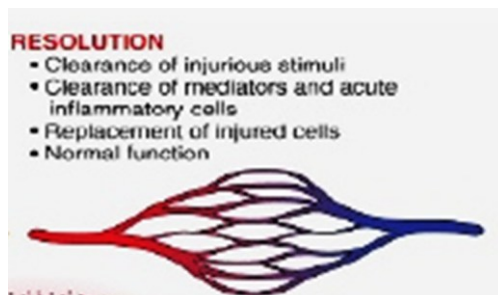 RESOLUTION
• Clearance of injurious stimuli
• Clearance of mediators and acute
inflammatory cells
• Replacement of injured cells
• Normal function